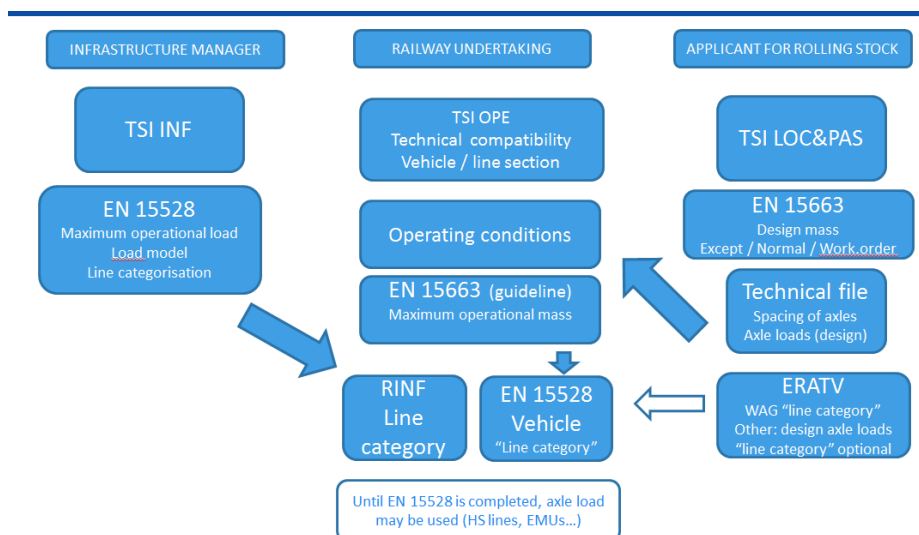 INFRASTRUCTURE MANAGER
RAILWAY UNDERTAKING
APPLICANT FOR ROLLING STOCK
TSI INF
TSI OPE
Technical compatibility
Vehicle / line section
TSI LOC&PAS
EN 15528
Maximum operational load
Load model
Line categorisation
Operating conditions
EN 15663
Design mass
Except / Normal / Work.order
EN 15663 (guideline)
Maximum operational mass
Technical file
Spacing of axles
Axle loads (design)
RINF
Line
category
EN 15528
Vehicle
"Line category"
ERATV
WAG "line category"
Other: design axle loads
"line category" optional
Until EN 15528 is completed, axle load
may be used (HS lines, EMUs...)